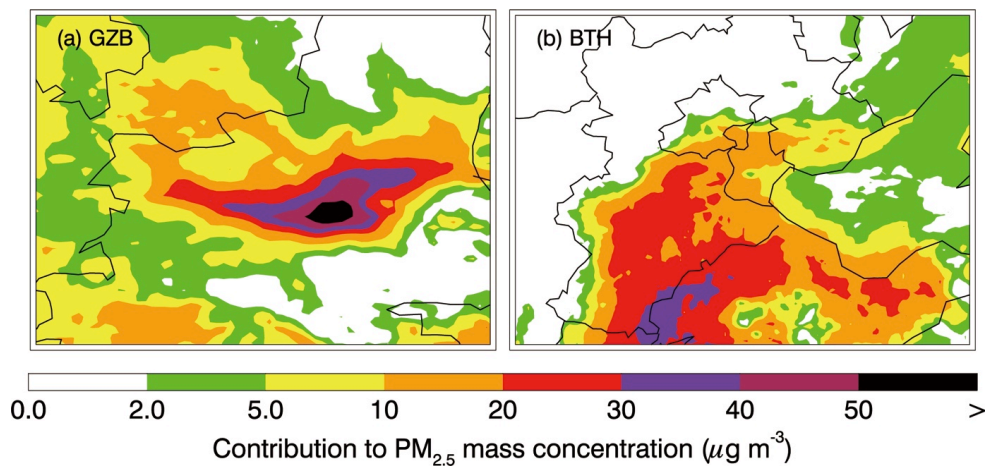 (a) GZB
(b) BTH
0.0 2.0 5.0 10 20 30 40 50 >
Contribution to PM2.5 mass concentration (μg m-3)